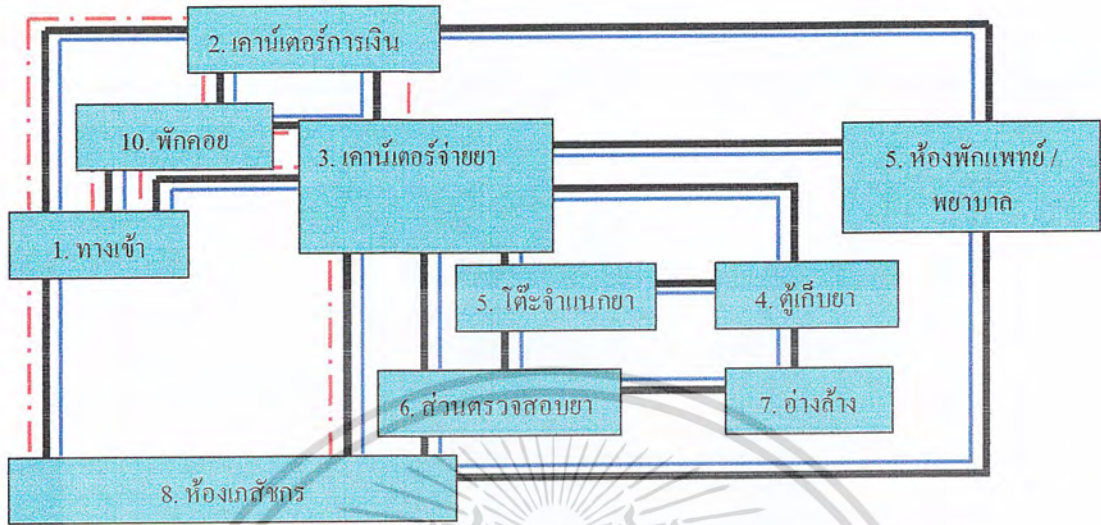 2. เคาน์เตอร์การเงิน
10. พักคอย
3. เคาน์เตอร์จ่ายยา
5. ห้องพักแพทย์ /
พยาบาล
1. ทางเข้า
5. โต๊ะจำแนกยา
4. ตู้เก็บยา
6. ส่วนตรวจสอบยา
7. อ่างล้าง
8. ห้องเภสัชกร